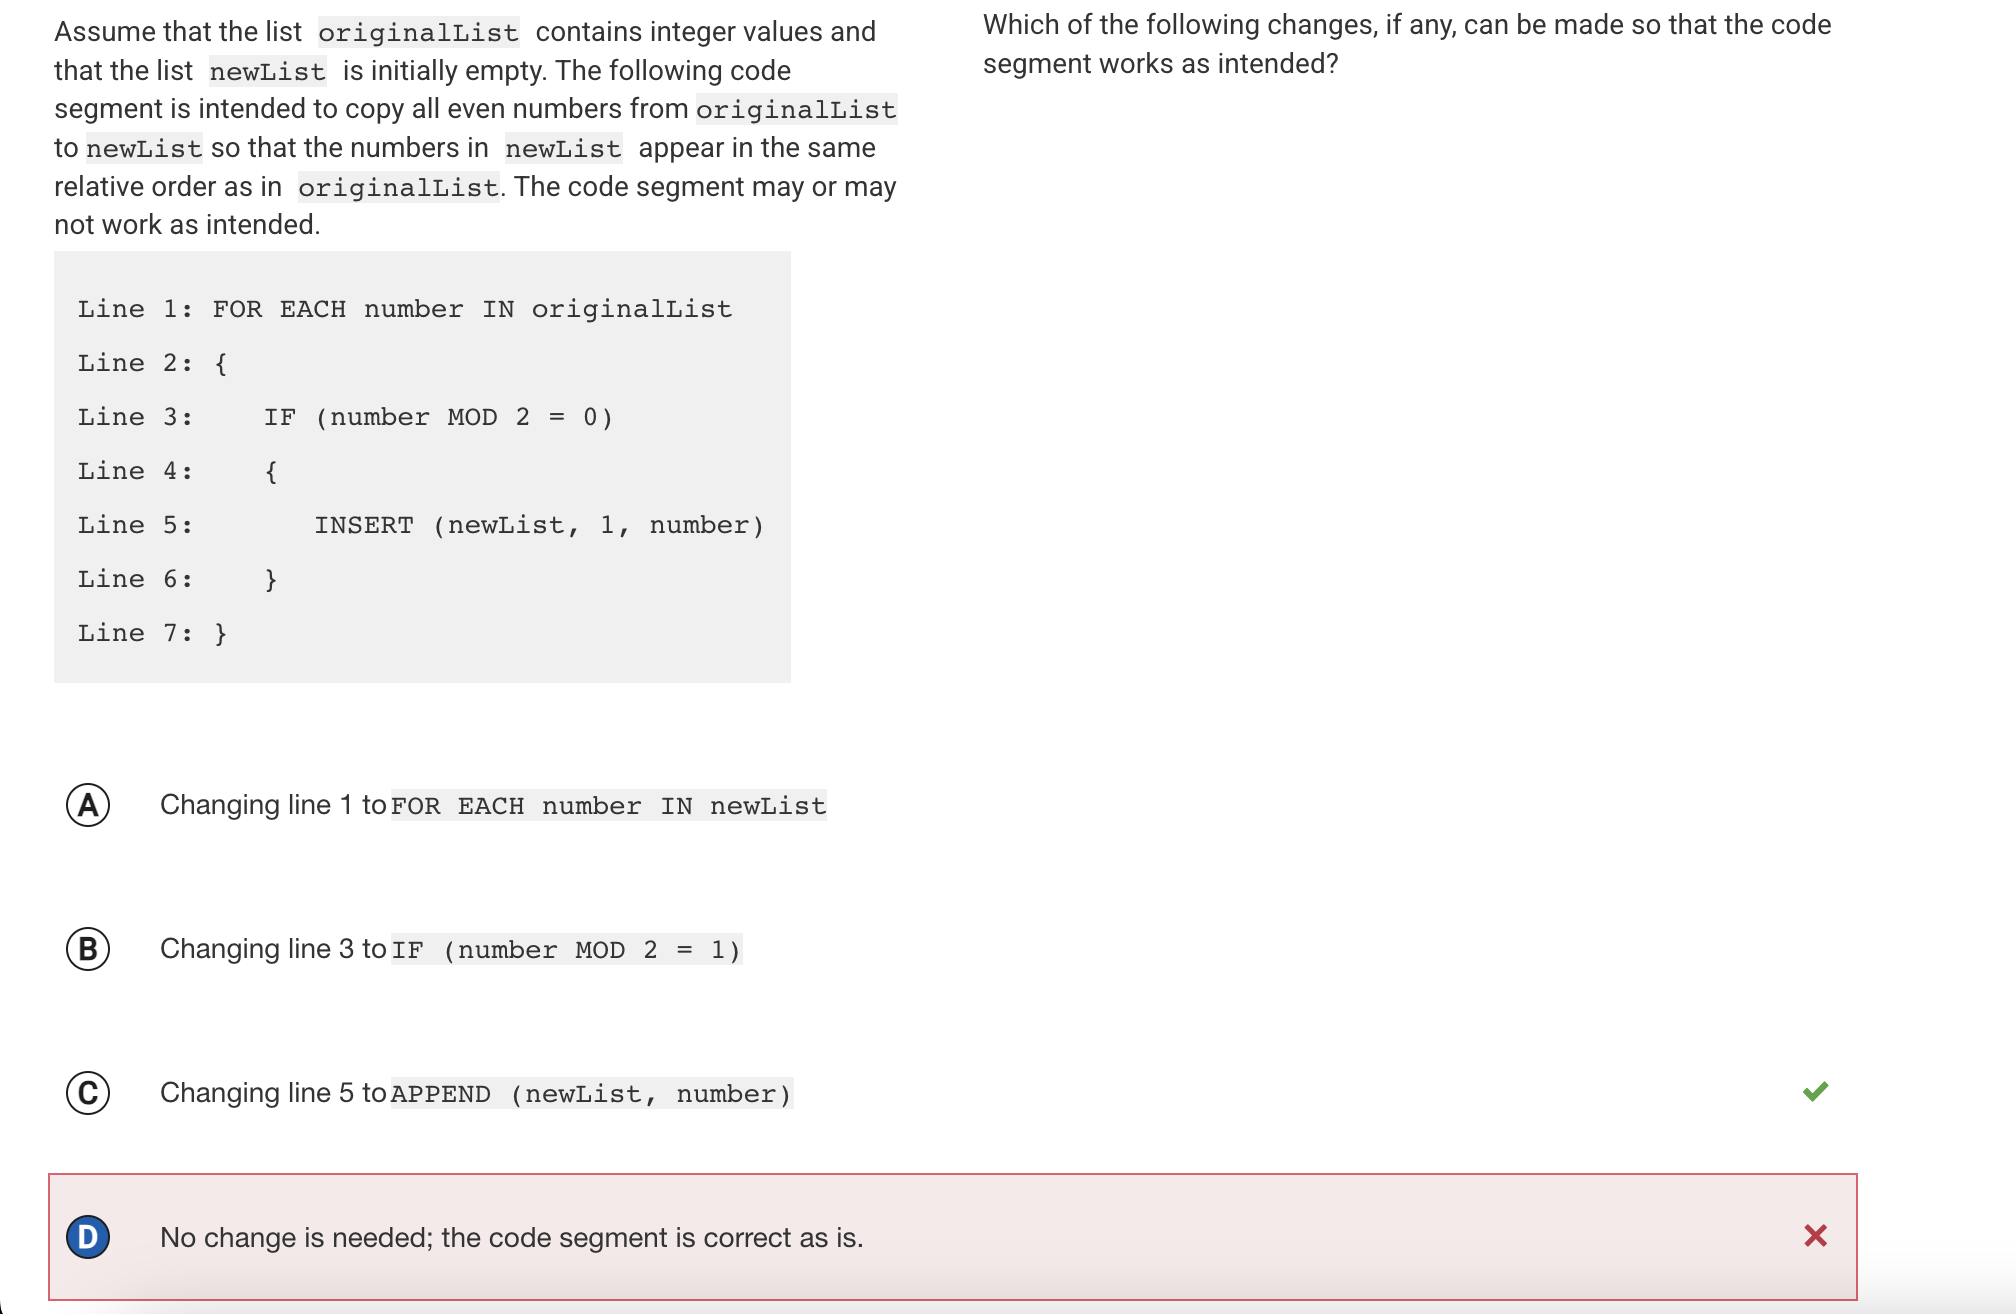 Assume that the list originalList contains integer values and
that the list newList is initially empty. The following code
segment is intended to copy all even numbers from originalList
to newList so that the numbers in newList appear in the same
relative order as in originalList. The code segment may or may
not work as intended.
Line 1: FOR EACH number IN originalList
Line 2: {
Line 3:    IF (number MOD 2 = 0)
Line 4:    {
Line 5:       INSERT (newList, 1, number)
Line 6:    }
Line 7: }
Which of the following changes, if any, can be made so that the code
segment works as intended?
A Changing line 1 to FOR EACH number IN newList
B Changing line 3 to IF (number MOD 2 = 1)
C Changing line 5 to APPEND (newList, number)
D No change is needed; the code segment is correct as is.